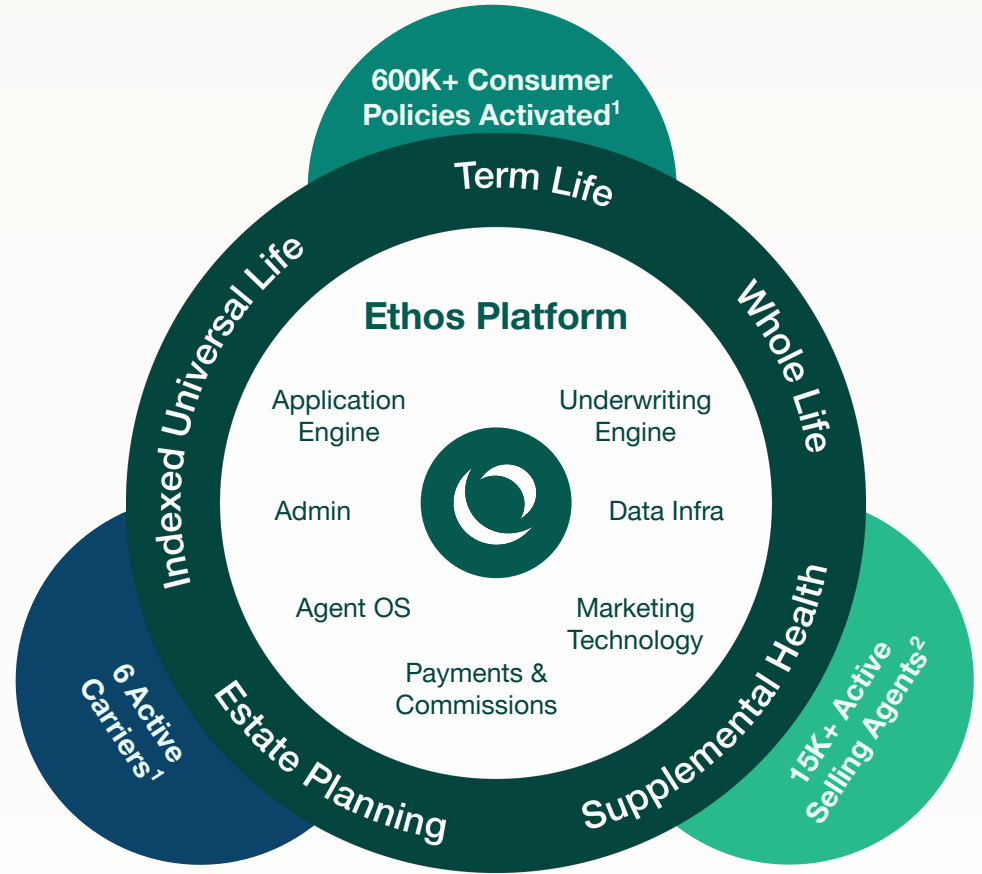 600K+ Consumer
Policies Activated¹
Term Life
Whole Life
Supplemental Health
Estate Planning
Indexed Universal Life
Ethos Platform
Application
Engine
Underwriting
Engine
Admin
Data Infra
Agent OS
Marketing
Technology
Payments &
Commissions
6 Active
Carriers¹
15K+ Active
Selling Agents²